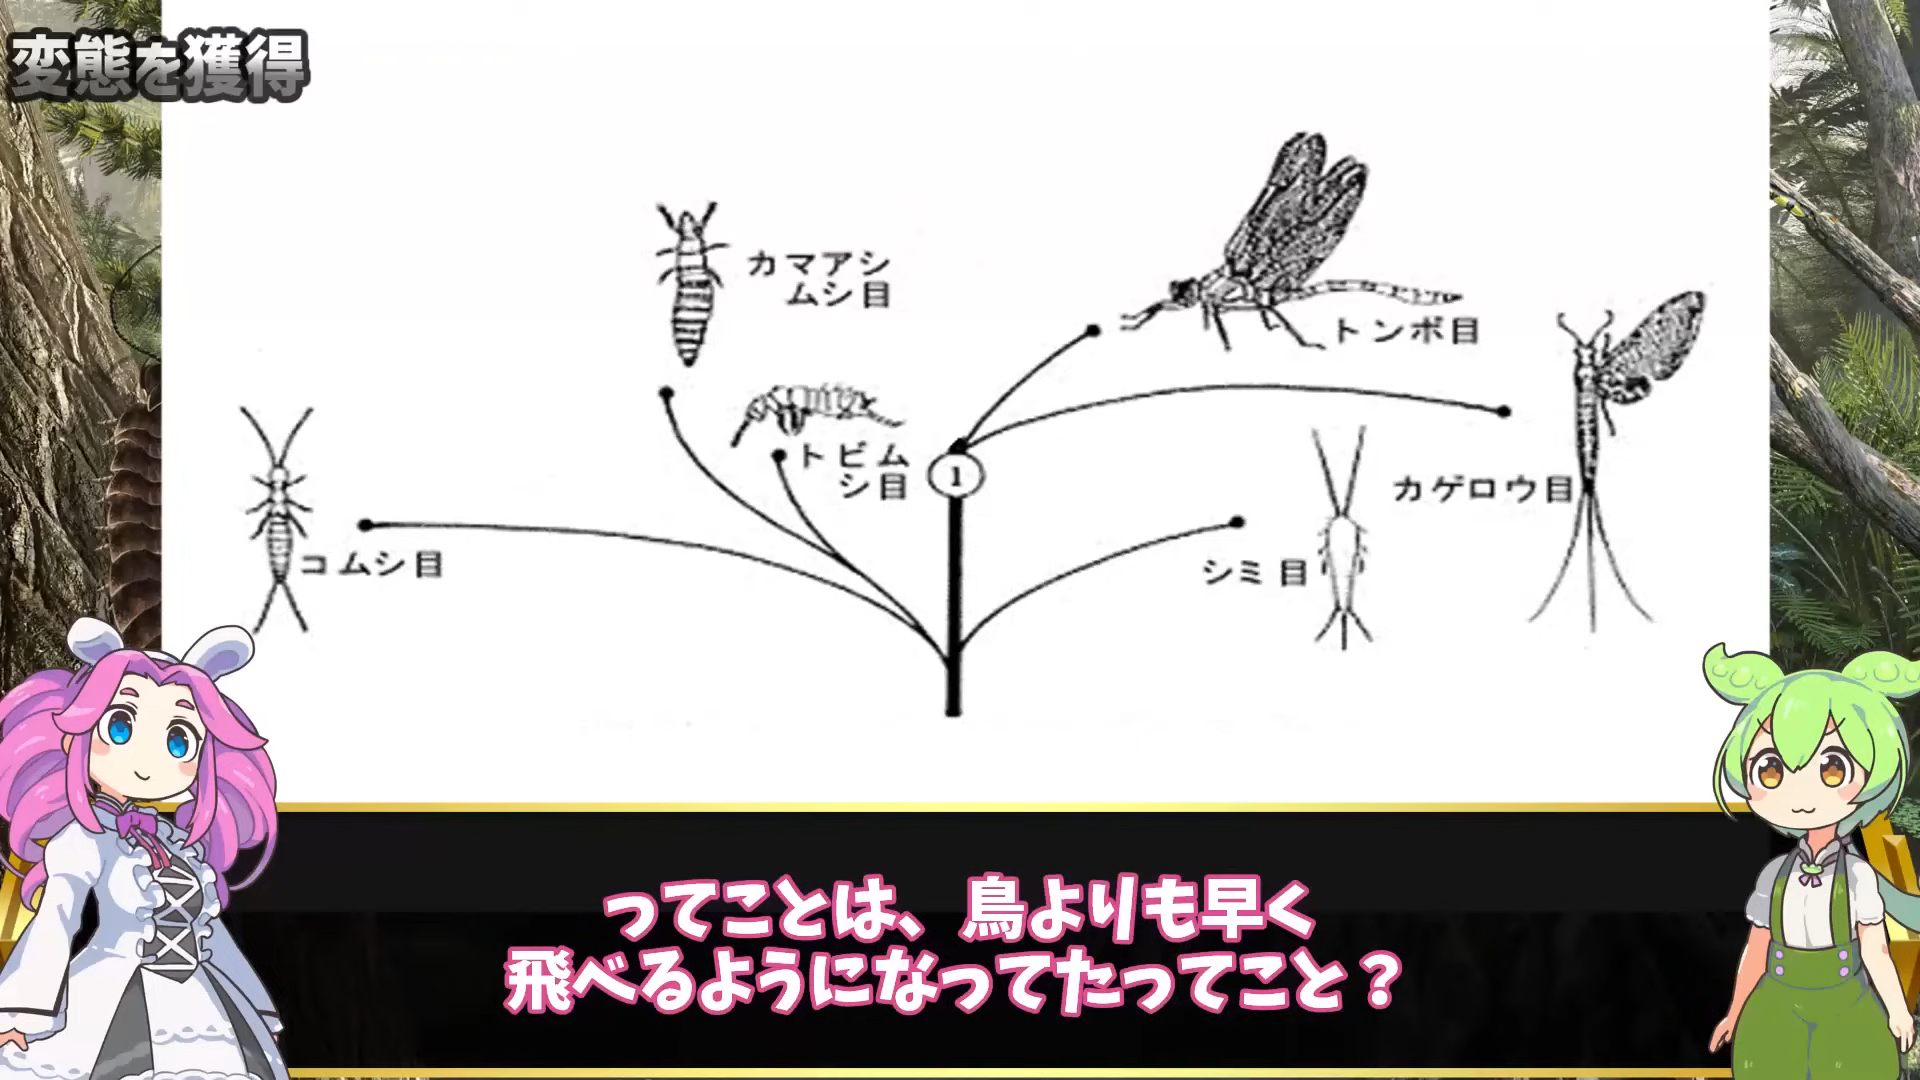 変態を獲得
カマアシ
ムシ目
トンボ目
トビム
シ目
1
カゲロウ目
コムシ目
シミ目
ってことは、鳥よりも早く
飛べるようになってたってこと？